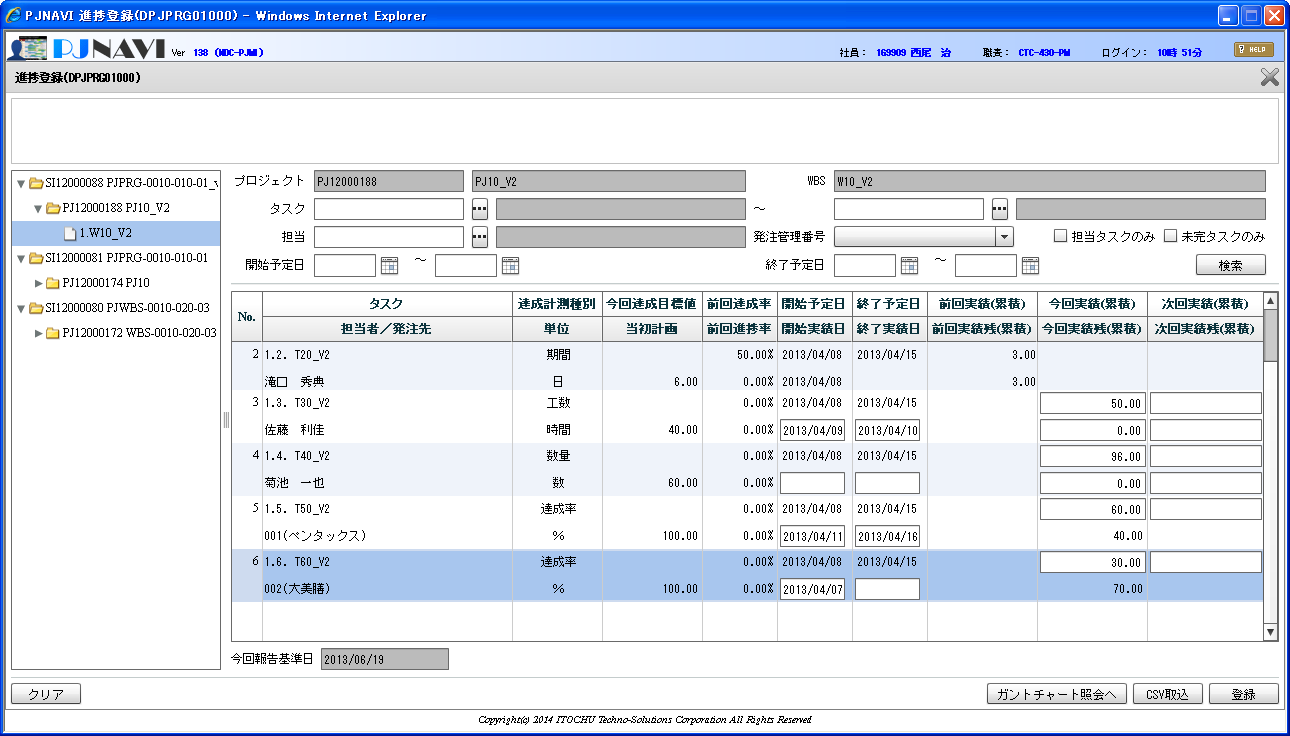 PJNAVI 進捗登録(DPJPRG01000) - Windows Internet Explorer
PJNAVI Ver 138 (NDC-PJM) 社員： 169909 西尾 治 職責： CTC-430-PM ログイン： 10時 51分 ? HELP
進捗登録(DPJPRG01000)
SI12000088 PJPRG-0010-010-01_v
PJ12000188 PJ10_V2
1.W10_V2
SI12000081 PJPRG-0010-010-01
PJ12000174 PJ10
SI12000080 PJWBS-0010-020-03
PJ12000172 WBS-0010-020-03
プロジェクト PJ12000188 PJ10_V2 WBS W10_V2
タスク ... ～ ...
担当 ... 発注管理番号 担当タスクのみ 未完タスクのみ
開始予定日 ～ 終了予定日 ～ 検索
No. タスク 達成計測種別 今回達成目標値 前回達成率 開始予定日 終了予定日 前回実績(累積) 今回実績(累積) 次回実績(累積)
担当者／発注先 単位 当初計画 前回進捗率 開始実績日 終了実績日 前回実績残(累積) 今回実績残(累積) 次回実績残(累積)
2 1.2. T20_V2 期間 50.00% 2013/04/08 2013/04/15 3.00
滝口 秀典 日 6.00 0.00% 2013/04/08 3.00
3 1.3. T30_V2 工数 0.00% 2013/04/08 2013/04/15 50.00
佐藤 利佳 時間 40.00 0.00% 2013/04/09 2013/04/10 0.00
4 1.4. T40_V2 数量 0.00% 2013/04/08 2013/04/15 96.00
菊池 一也 数 60.00 0.00% 0.00
5 1.5. T50_V2 達成率 0.00% 2013/04/08 2013/04/15 60.00
001(ペンタックス) % 100.00 0.00% 2013/04/11 2013/04/16 40.00
6 1.6. T60_V2 達成率 0.00% 2013/04/08 2013/04/15 30.00
002(大美膳) % 100.00 0.00% 2013/04/07 70.00
今回報告基準日 2013/06/19
クリア ガントチャート照会へ CSV取込 登録
Copyright(c) 2014 ITOCHU Techno-Solutions Corporation All Rights Reserved